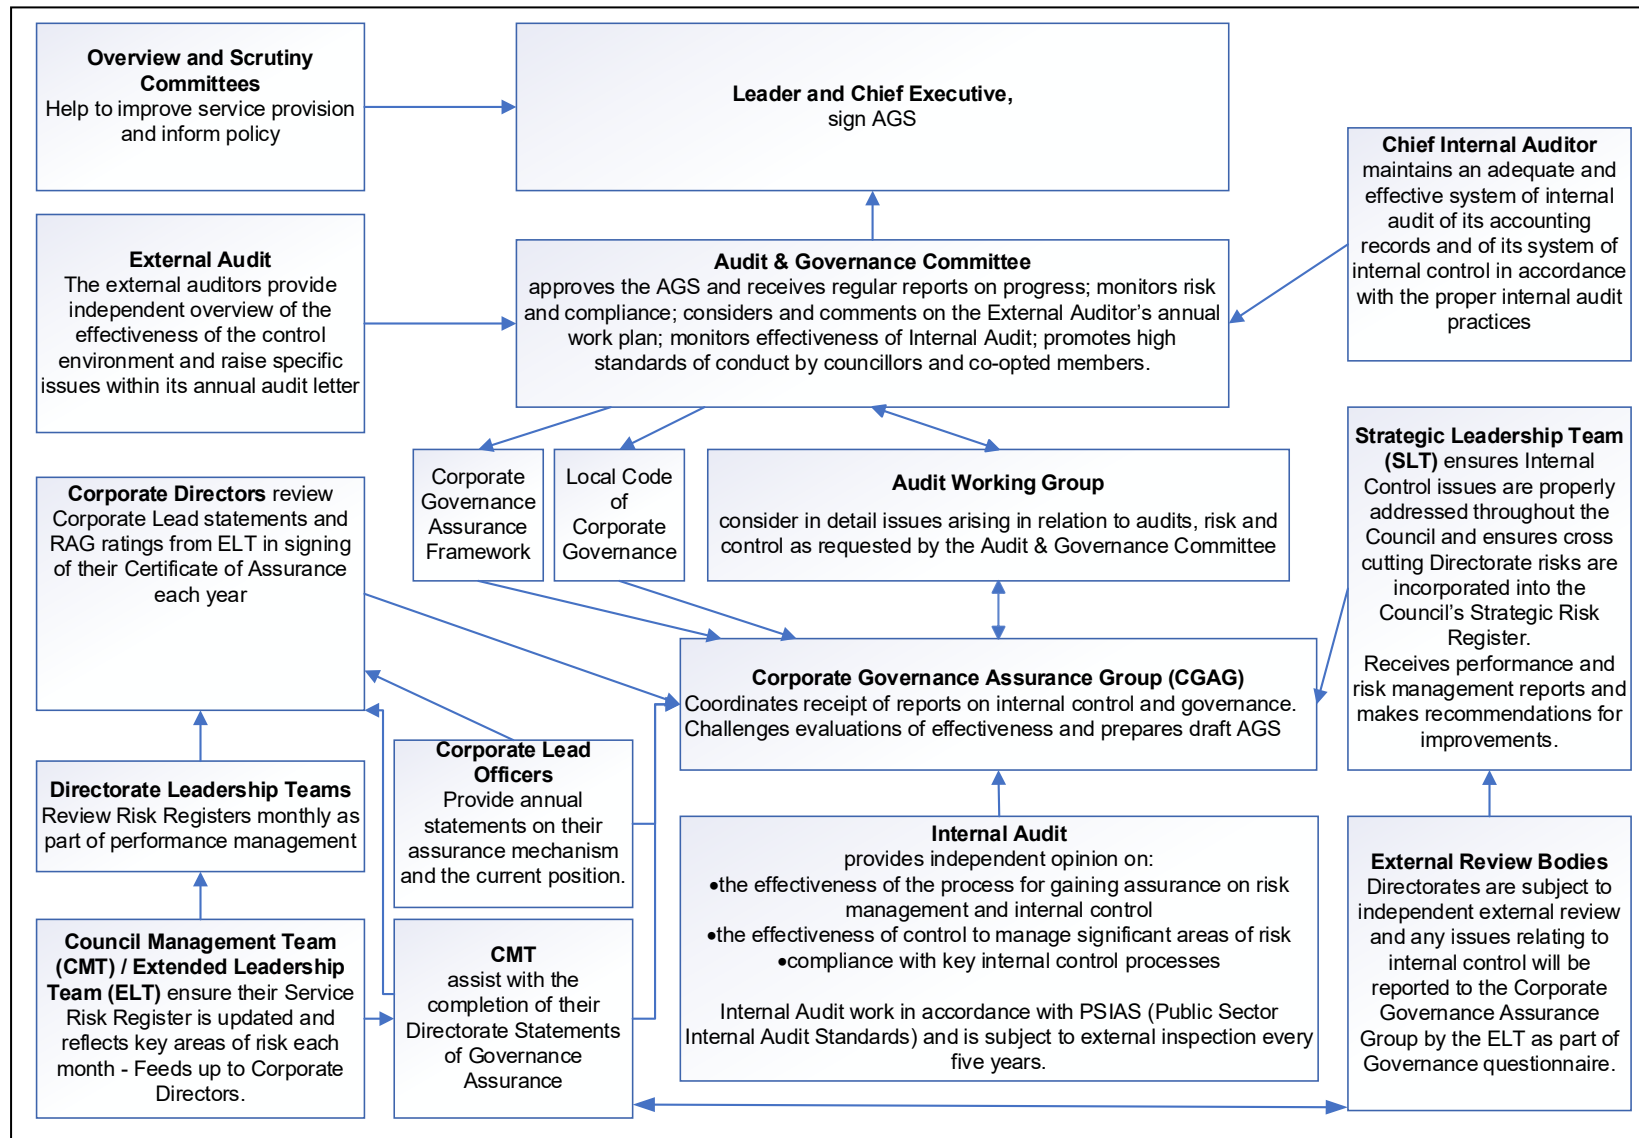 Overview and Scrutiny
Committees
Help to improve service provision
and inform policy
Leader and Chief Executive,
sign AGS
Chief Internal Auditor
maintains an adequate and
effective system of internal
audit of its accounting
records and of its system of
internal control in accordance
with the proper internal audit
practices
External Audit
The external auditors provide
independent overview of the
effectiveness of the control
environment and raise specific
issues within its annual audit letter
Audit & Governance Committee
approves the AGS and receives regular reports on progress; monitors risk
and compliance; considers and comments on the External Auditor’s annual
work plan; monitors effectiveness of Internal Audit; promotes high
standards of conduct by councillors and co-opted members.
Corporate Directors review
Corporate Lead statements and
RAG ratings from ELT in signing
of their Certificate of Assurance
each year
Corporate
Governance
Assurance
Framework
Local Code
of
Corporate
Governance
Audit Working Group
consider in detail issues arising in relation to audits, risk and
control as requested by the Audit & Governance Committee
Strategic Leadership Team
(SLT) ensures Internal
Control issues are properly
addressed throughout the
Council and ensures cross
cutting Directorate risks are
incorporated into the
Council’s Strategic Risk
Register.
Receives performance and
risk management reports and
makes recommendations for
improvements.
Corporate Governance Assurance Group (CGAG)
Coordinates receipt of reports on internal control and governance.
Challenges evaluations of effectiveness and prepares draft AGS
Directorate Leadership Teams
Review Risk Registers monthly as
part of performance management
Corporate Lead
Officers
Provide annual
statements on their
assurance mechanism
and the current position.
Internal Audit
provides independent opinion on:
•the effectiveness of the process for gaining assurance on risk
management and internal control
•the effectiveness of control to manage significant areas of risk
•compliance with key internal control processes
Internal Audit work in accordance with PSIAS (Public Sector
Internal Audit Standards) and is subject to external inspection every
five years.
External Review Bodies
Directorates are subject to
independent external review
and any issues relating to
internal control will be
reported to the Corporate
Governance Assurance
Group by the ELT as part of
Governance questionnaire.
Council Management Team
(CMT) / Extended Leadership
Team (ELT) ensure their Service
Risk Register is updated and
reflects key areas of risk each
month - Feeds up to Corporate
Directors.
CMT
assist with the
completion of their
Directorate Statements
of Governance
Assurance